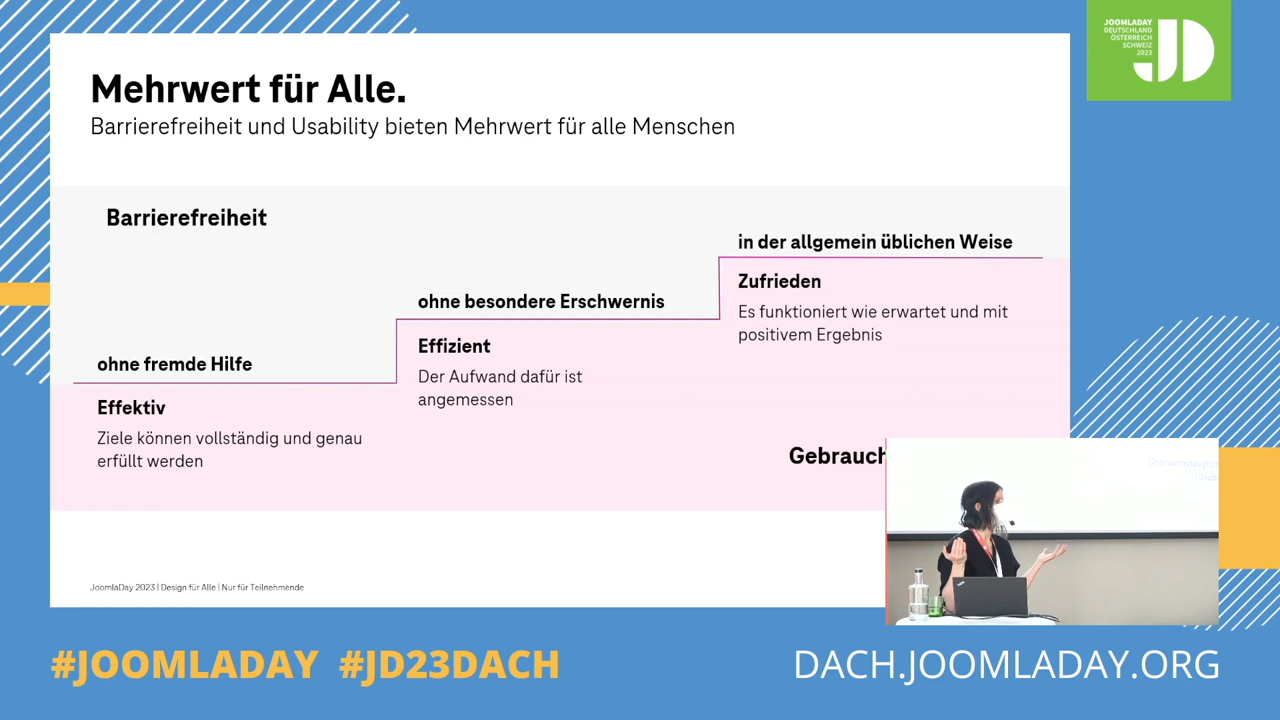 JOOMLADAY
DEUTSCHLAND
ÖSTERREICH
SCHWEIZ
2023
JD
Mehrwert für Alle.
Barrierefreiheit und Usability bieten Mehrwert für alle Menschen
Barrierefreiheit
in der allgemein üblichen Weise
Zufrieden
Es funktioniert wie erwartet und mit
positivem Ergebnis
ohne besondere Erschwernis
Effizient
Der Aufwand dafür ist
angemessen
ohne fremde Hilfe
Effektiv
Ziele können vollständig und genau
erfüllt werden
Gebrauch
JoomlaDay 2023 | Design für Alle | Nur für Teilnehmende
#JOOMLADAY #JD23DACH
DACH.JOOMLADAY.ORG